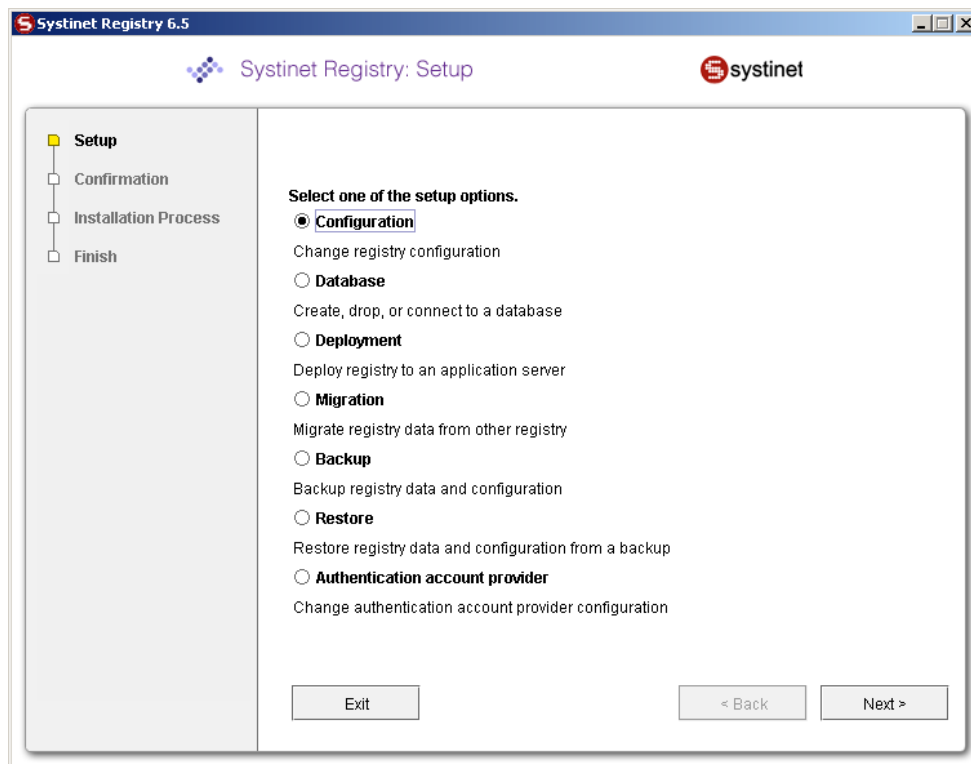 Systinet Registry 6.5
Systinet Registry: Setup
systinet
Setup
Confirmation
Installation Process
Finish
Select one of the setup options.
Configuration
Change registry configuration
Database
Create, drop, or connect to a database
Deployment
Deploy registry to an application server
Migration
Migrate registry data from other registry
Backup
Backup registry data and configuration
Restore
Restore registry data and configuration from a backup
Authentication account provider
Change authentication account provider configuration
Exit
< Back
Next >